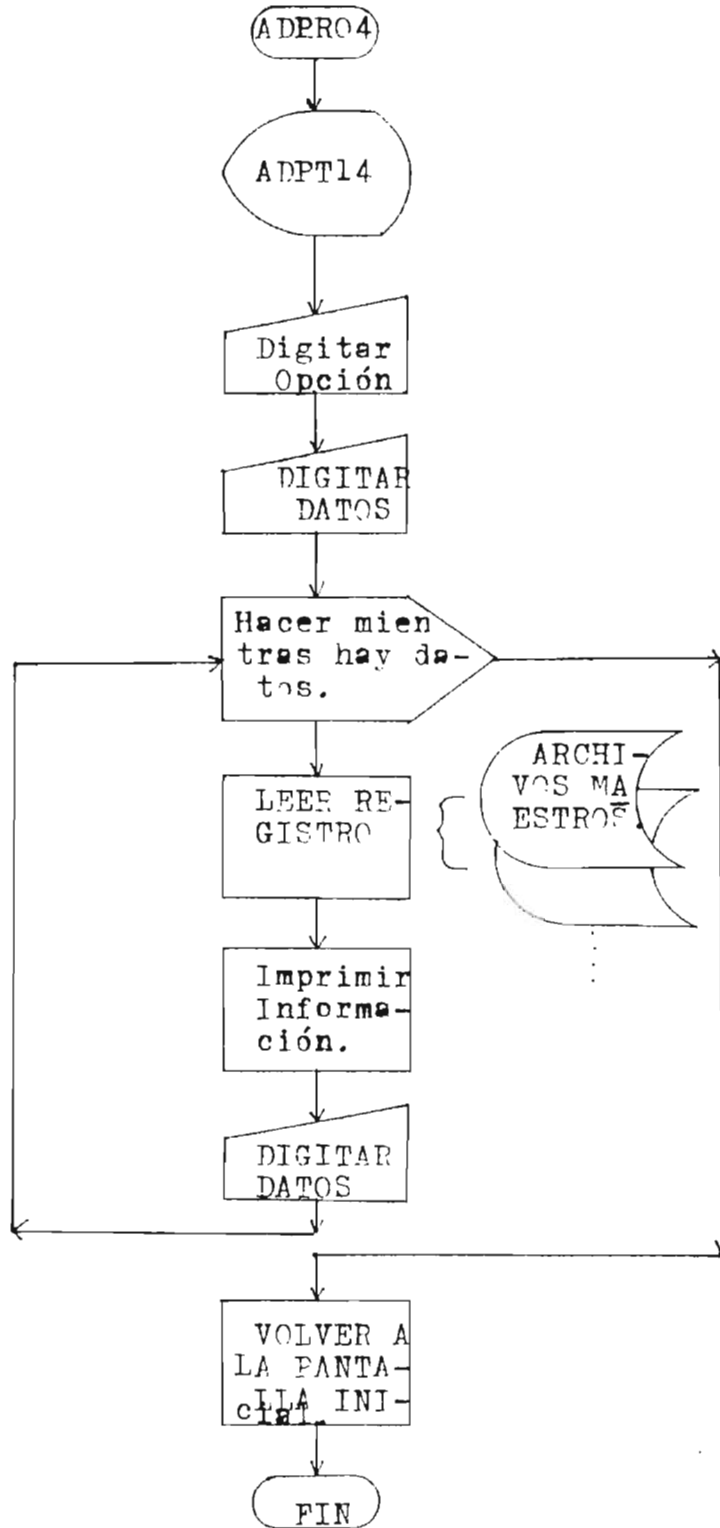 ADPRO4
ADPT14
Digitar
Opción
DIGITAR
DATOS
Hacer mien
tras hay da-
tos.
LEER RE-
GISTRO
ARCHI-
VOS MA
ESTROS.
Imprimir
Informa-
ción.
DIGITAR
DATOS
VOLVER A
LA PANTA-
LLA INI-
cial.
FIN